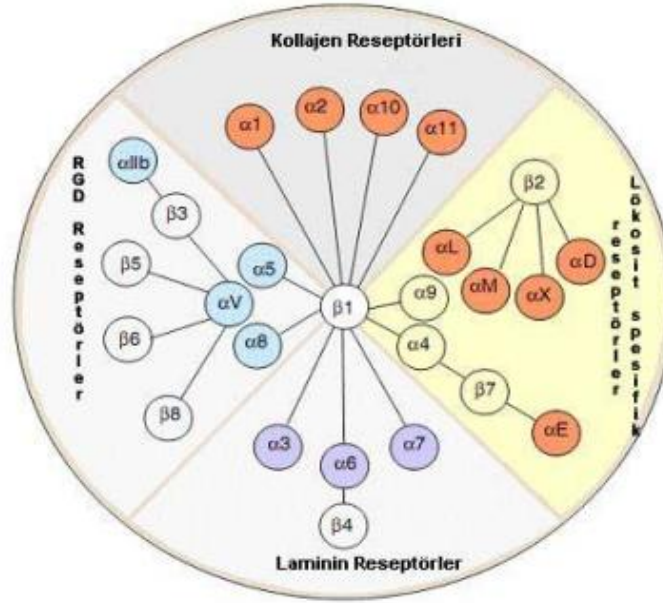 Kollajen Reseptörleri
α1
α2
α10
α11
RGD Reseptörler
αIIb
β3
β5
αV
β6
β8
α5
α8
β1
Lökosit spesifik
reseptörler
β2
αL
αM
αX
αD
α9
α4
β7
αE
α3
α6
α7
β4
Laminin Reseptörler